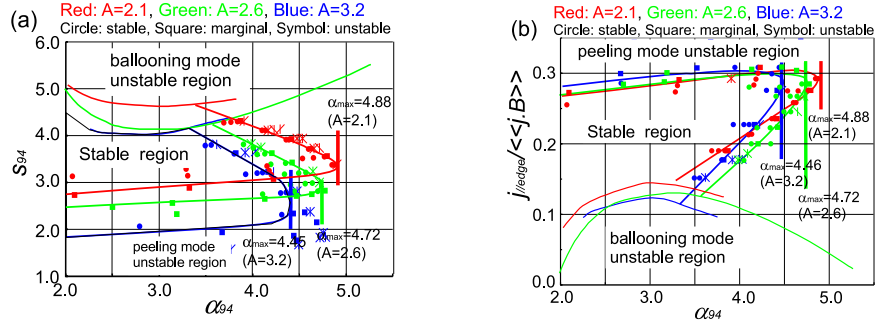 Red: A=2.1, Green: A=2.6, Blue: A=3.2
(a)
Circle: stable, Square: marginal, Symbol: unstable
6.0
5.0
4.0
3.0
2.0
1.0
s94
ballooning mode
unstable region
αmax=4.88
(A=2.1)
Stable region
peeling mode
unstable region
αmax=4.45
(A=3.2)
αmax=4.72
(A=2.6)
2.0 3.0 4.0 5.0
α94
Red: A=2.1, Green: A=2.6, Blue: A=3.2
(b)
Circle: stable, Square: marginal, Symbol: unstable
peeling mode unstable region
0.3
0.2
0.1
0.0
j//edge/<<j.B>>
Stable region
αmax=4.88
(A=2.1)
αmax=4.46
(A=3.2)
αmax=4.72
(A=2.6)
ballooning mode
unstable region
2.0 3.0 4.0 5.0
α94